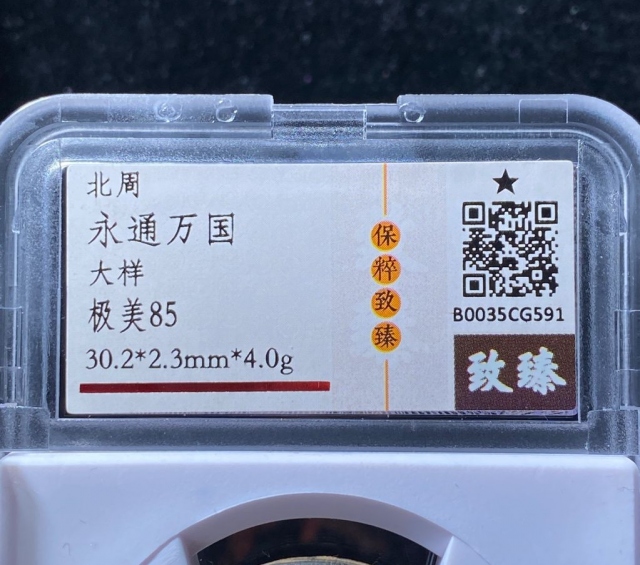 北周
永通万国
大样
极美85
30.2*2.3mm*4.0g
保粹致臻
B0035CG591
致臻